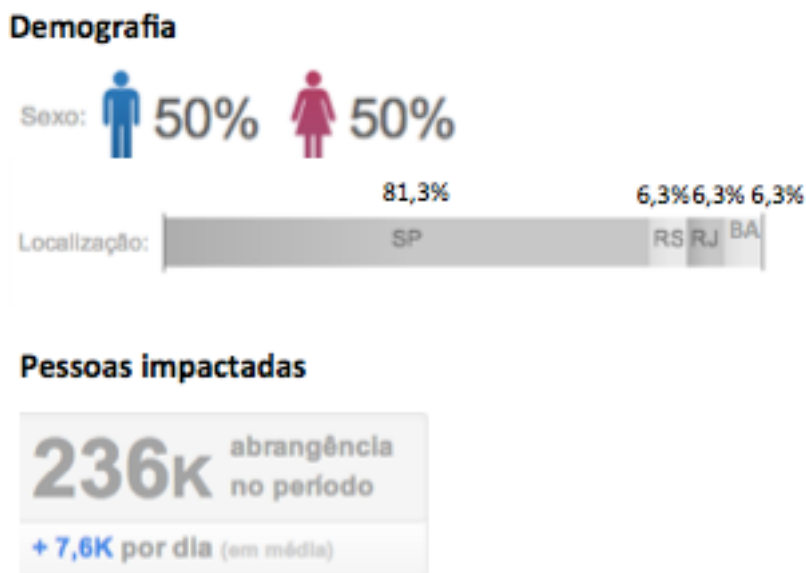 Demografia
Sexo: 50% 50%
81,3% 6,3% 6,3% 6,3%
Localização: SP RS RJ BA
Pessoas impactadas
236K abrangência
no período
+ 7,6K por dia (em média)